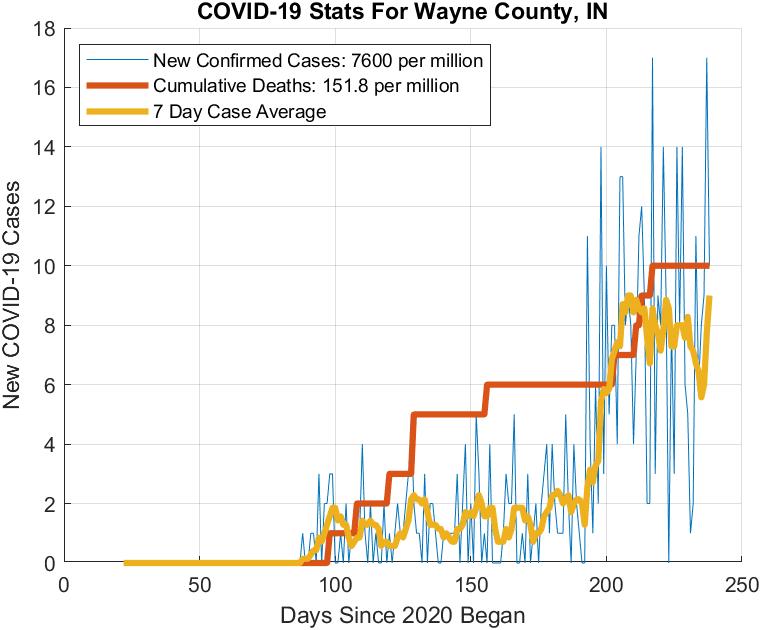 COVID-19 Stats For Wayne County, IN
18
16
14
12
10
8
6
4
2
0
New COVID-19 Cases
New Confirmed Cases: 7600 per million
Cumulative Deaths: 151.8 per million
7 Day Case Average
0 50 100 150 200 250
Days Since 2020 Began